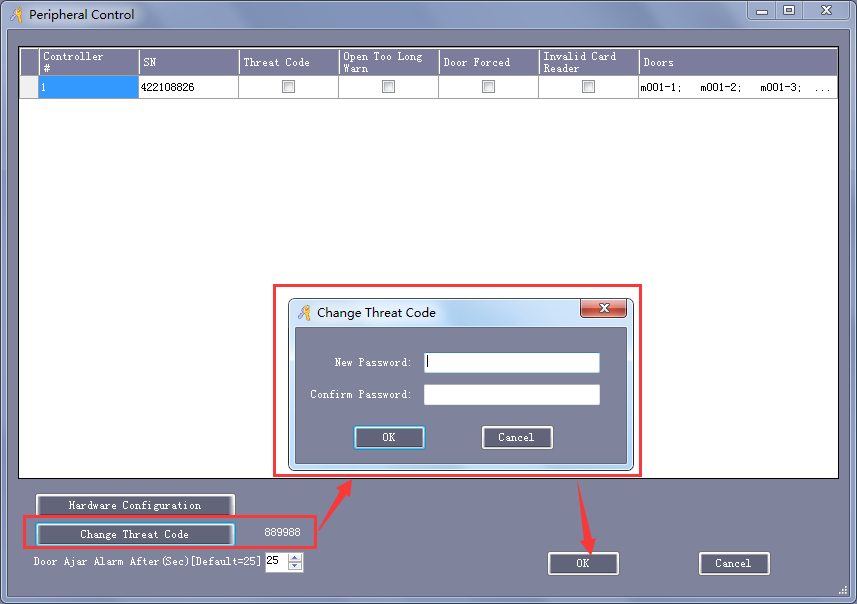 Peripheral Control
Controller
#
SN
Threat Code
Open Too Long
Warn
Door Forced
Invalid Card
Reader
Doors
1
422108826
m001-1; m001-2; m001-3; ...
Change Threat Code
New Password:
Confirm Password:
OK
Cancel
Hardware Configuration
Change Threat Code
889988
Door Ajar Alarm After(Sec)[Default=25]
25
OK
Cancel